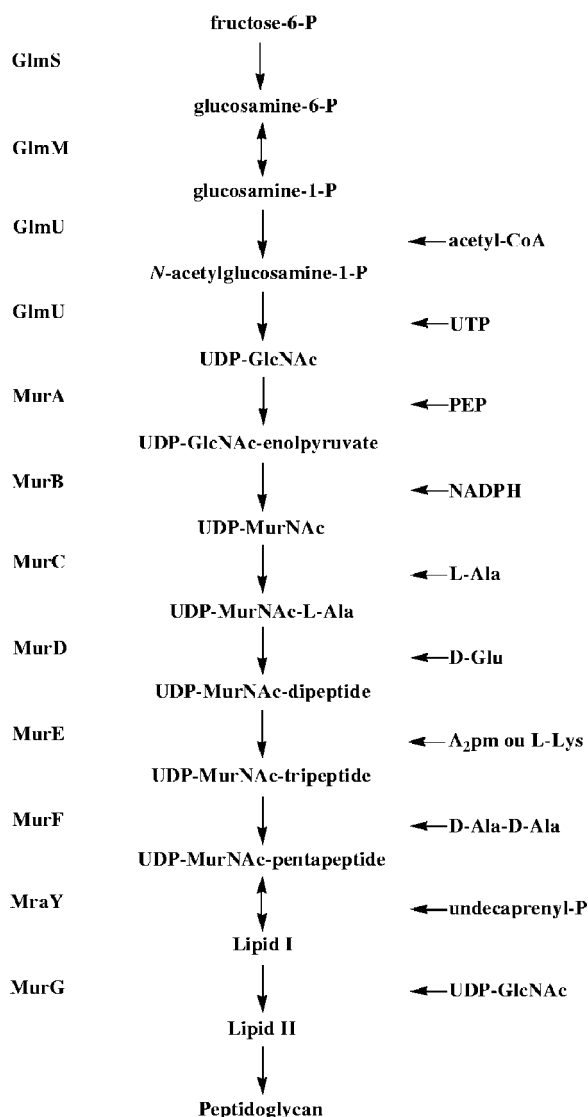 fructose-6-P
GlmS
glucosamine-6-P
GlmM
glucosamine-1-P
GlmU
acetyl-CoA
N-acetylglucosamine-1-P
GlmU
UTP
UDP-GlcNAc
MurA
PEP
UDP-GlcNAc-enolpyruvate
MurB
NADPH
UDP-MurNAc
MurC
L-Ala
UDP-MurNAc-L-Ala
MurD
D-Glu
UDP-MurNAc-dipeptide
MurE
A₂pm ou L-Lys
UDP-MurNAc-tripeptide
MurF
D-Ala-D-Ala
UDP-MurNAc-pentapeptide
MraY
undecaprenyl-P
Lipid I
MurG
UDP-GlcNAc
Lipid II
Peptidoglycan